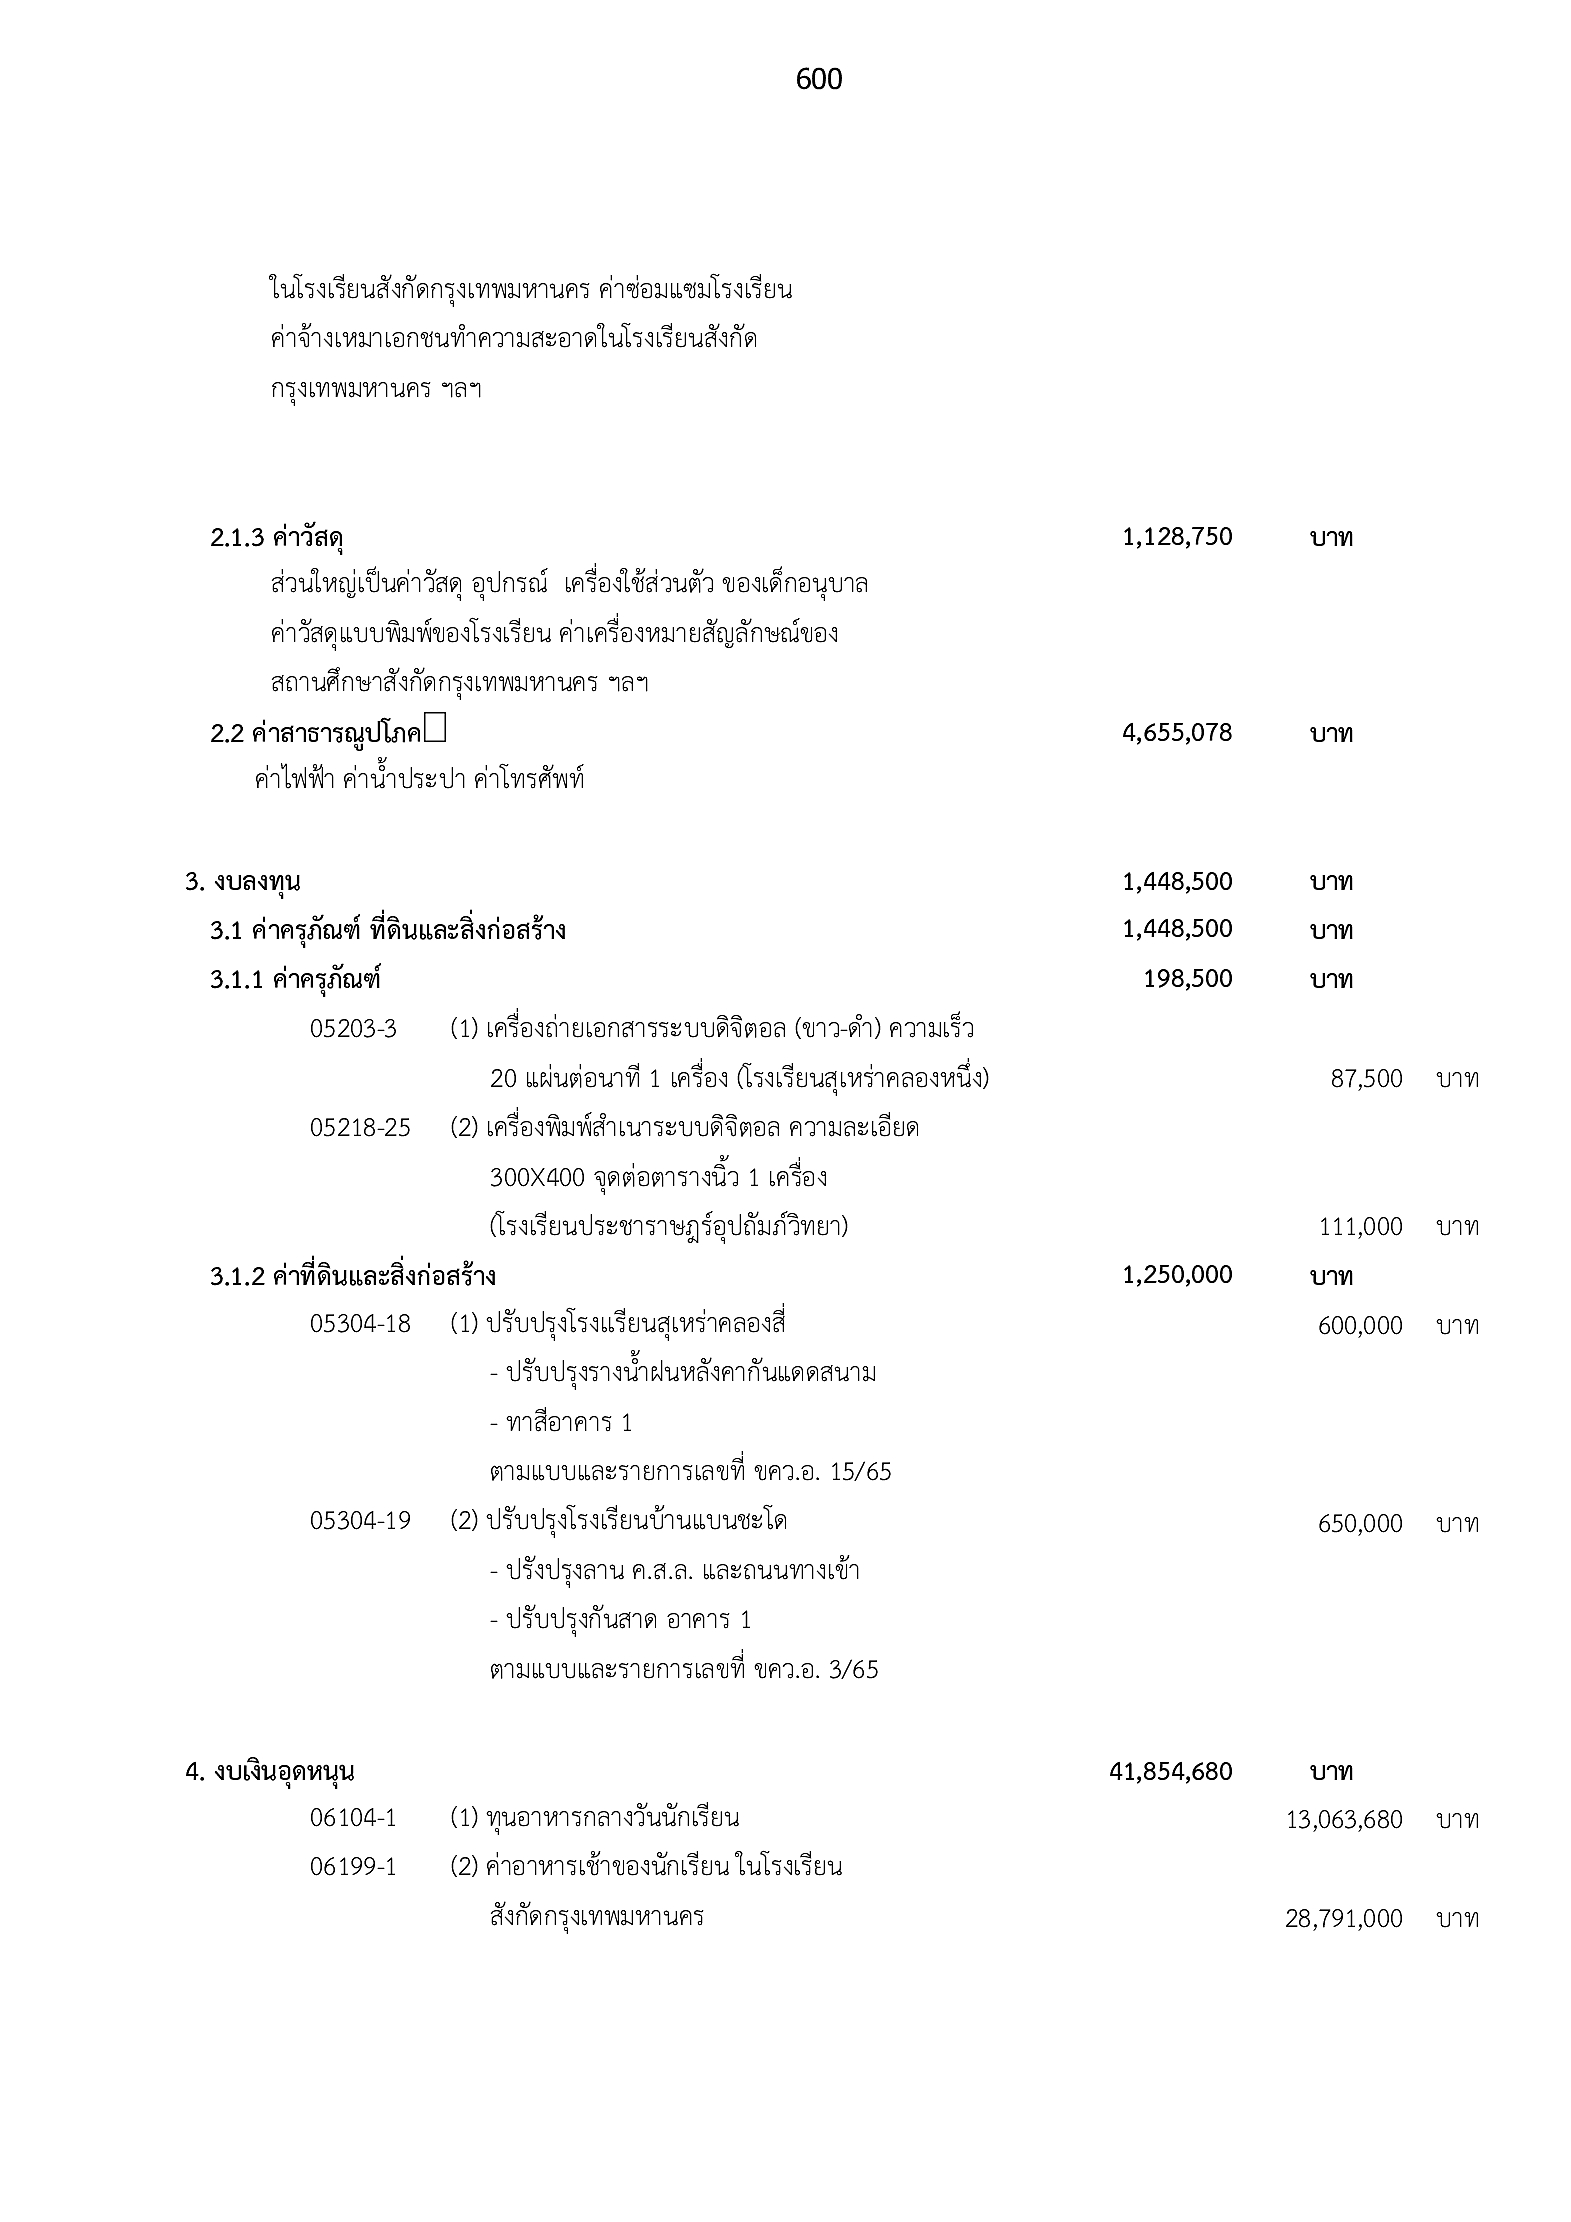 600
ในโรงเรียนสังกัดกรุงเทพมหานคร ค่าซ่อมแซมโรงเรียน
ค่าจ้างเหมาเอกชนทำความสะอาดในโรงเรียนสังกัด
กรุงเทพมหานคร ฯลฯ
2.1.3 ค่าวัสดุ 1,128,750 บาท
ส่วนใหญ่เป็นค่าวัสดุ อุปกรณ์ เครื่องใช้ส่วนตัว ของเด็กอนุบาล
ค่าวัสดุแบบพิมพ์ของโรงเรียน ค่าเครื่องหมายสัญลักษณ์ของ
สถานศึกษาสังกัดกรุงเทพมหานคร ฯลฯ
2.2 ค่าสาธารณูปโภค 4,655,078 บาท
ค่าไฟฟ้า ค่าน้ำประปา ค่าโทรศัพท์
3. งบลงทุน 1,448,500 บาท
3.1 ค่าครุภัณฑ์ ที่ดินและสิ่งก่อสร้าง 1,448,500 บาท
3.1.1 ค่าครุภัณฑ์ 198,500 บาท
05203-3 (1) เครื่องถ่ายเอกสารระบบดิจิตอล (ขาว-ดำ) ความเร็ว
20 แผ่นต่อนาที 1 เครื่อง (โรงเรียนสุเหร่าคลองหนึ่ง) 87,500 บาท
05218-25 (2) เครื่องพิมพ์สำเนาระบบดิจิตอล ความละเอียด
300X400 จุดต่อตารางนิ้ว 1 เครื่อง
(โรงเรียนประชาราษฎร์อุปถัมภ์วิทยา) 111,000 บาท
3.1.2 ค่าที่ดินและสิ่งก่อสร้าง 1,250,000 บาท
05304-18 (1) ปรับปรุงโรงแรียนสุเหร่าคลองสี่ 600,000 บาท
- ปรับปรุงรางน้ำฝนหลังคากันแดดสนาม
- ทาสีอาคาร 1
ตามแบบและรายการเลขที่ ขคว.อ. 15/65
05304-19 (2) ปรับปรุงโรงเรียนบ้านแบนชะโด 650,000 บาท
- ปรังปรุงลาน ค.ส.ล. และถนนทางเข้า
- ปรับปรุงกันสาด อาคาร 1
ตามแบบและรายการเลขที่ ขคว.อ. 3/65
4. งบเงินอุดหนุน 41,854,680 บาท
06104-1 (1) ทุนอาหารกลางวันนักเรียน 13,063,680 บาท
06199-1 (2) ค่าอาหารเช้าของนักเรียน ในโรงเรียน
สังกัดกรุงเทพมหานคร 28,791,000 บาท